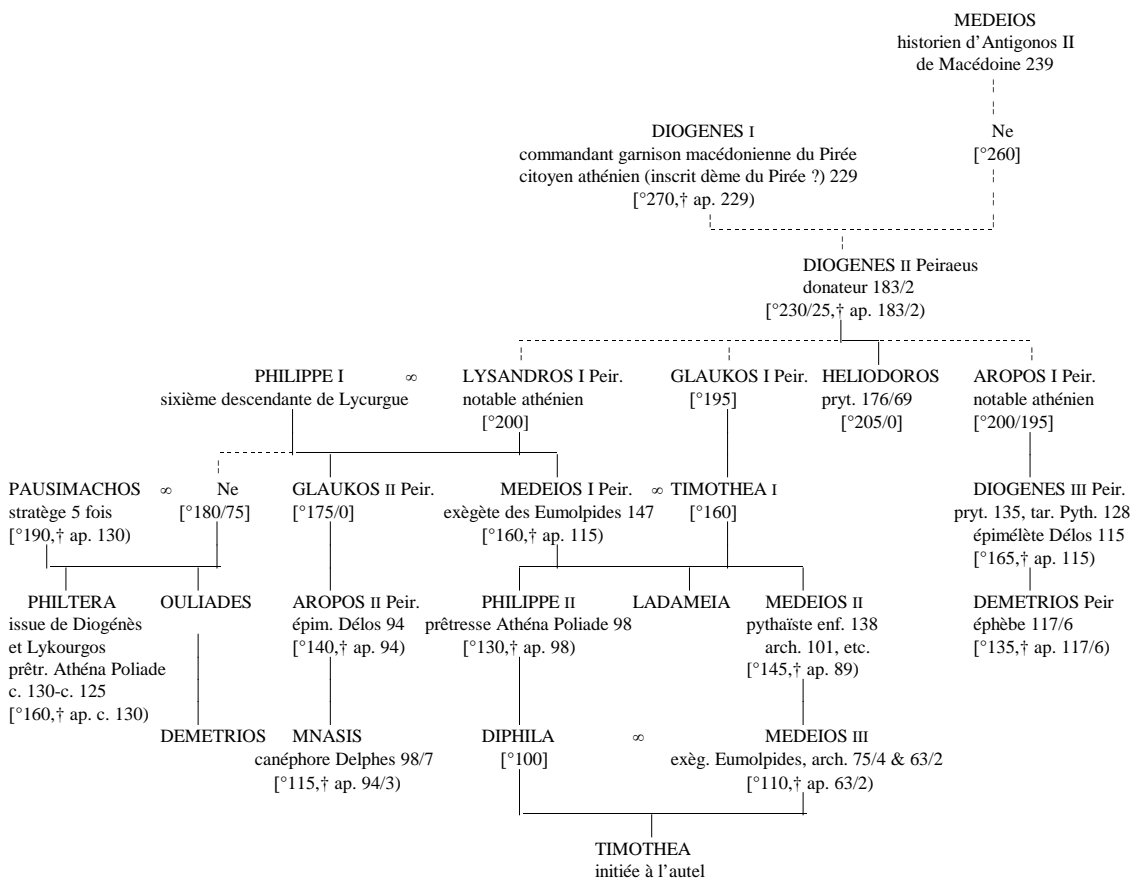 MEDEIOS
historien d'Antigonos II
de Macédoine 239
DIOGENES I
commandant garnison macédonienne du Pirée
citoyen athénien (inscrit dème du Pirée ?) 229
[°270,† ap. 229)
Ne
[°260]
DIOGENES II Peiraeus
donateur 183/2
[°230/25,† ap. 183/2)
PHILIPPE I
sixième descendante de Lycurgue
∞
LYSANDROS I Peir.
notable athénien
[°200]
GLAUKOS I Peir.
[°195]
HELIODOROS
pryt. 176/69
[°205/0]
AROPOS I Peir.
notable athénien
[°200/195]
PAUSIMACHOS
stratège 5 fois
[°190,† ap. 130)
∞
Ne
[°180/75]
GLAUKOS II Peir.
[°175/0]
MEDEIOS I Peir.
exègète des Eumolpides 147
[°160,† ap. 115)
∞
TIMOTHEA I
[°160]
DIOGENES III Peir.
pryt. 135, tar. Pyth. 128
épimélète Délos 115
[°165,† ap. 115)
PHILTERA
issue de Diogénès
et Lykourgos
prêtr. Athéna Poliade
c. 130-c. 125
[°160,† ap. c. 130)
OULIADES
AROPOS II Peir.
épim. Délos 94
[°140,† ap. 94)
PHILIPPE II
prêtresse Athéna Poliade 98
[°130,† ap. 98)
LADAMEIA
MEDEIOS II
pythaïste enf. 138
arch. 101, etc.
[°145,† ap. 89)
DEMETRIOS Peir
éphèbe 117/6
[°135,† ap. 117/6)
DEMETRIOS
MNASIS
canéphore Delphes 98/7
[°115,† ap. 94/3)
DIPHILA
[°100]
∞
MEDEIOS III
exèg. Eumolpides, arch. 75/4 & 63/2
[°110,† ap. 63/2)
TIMOTHEA
initiée à l'autel